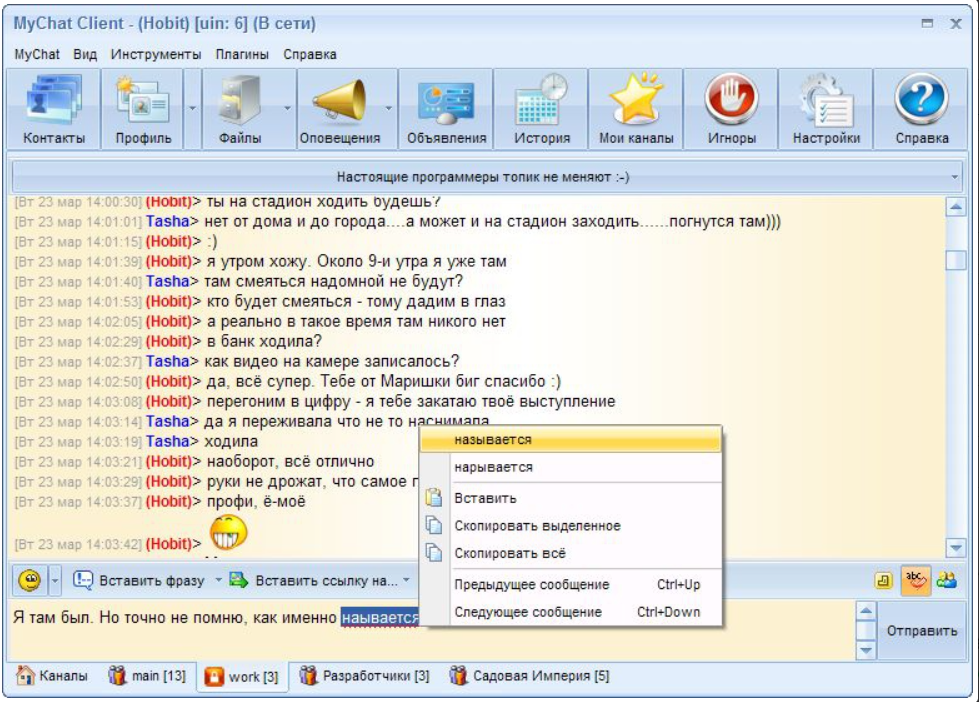 MyChat Client - (Hobit) [uin: 6] (В сети)
MyChat Вид Инструменты Плагины Справка
Контакты Профиль Файлы Оповещения Объявления История Мои каналы Игноры Настройки Справка
Настоящие программеры топик не меняют :-)
[Вт 23 мар 14:00:30] (Hobit)> ты на стадион ходить будешь?
[Вт 23 мар 14:01:01] Tasha> нет от дома и до города....а может и на стадион заходить......погнутся там)))
[Вт 23 мар 14:01:15] (Hobit)> :)
[Вт 23 мар 14:01:39] (Hobit)> я утром хожу. Около 9-и утра я уже там
[Вт 23 мар 14:01:40] Tasha> там смеяться надомной не будут?
[Вт 23 мар 14:01:53] (Hobit)> кто будет смеяться - тому дадим в глаз
[Вт 23 мар 14:02:05] (Hobit)> а реально в такое время там никого нет
[Вт 23 мар 14:02:29] (Hobit)> в банк ходила?
[Вт 23 мар 14:02:37] Tasha> как видео на камере записалось?
[Вт 23 мар 14:02:50] (Hobit)> да, всё супер. Тебе от Маришки биг спасибо :)
[Вт 23 мар 14:03:08] (Hobit)> перегоним в цифру - я тебе закатаю твоё выступление
[Вт 23 мар 14:03:14] Tasha> да я переживала что не то наснимала
[Вт 23 мар 14:03:19] Tasha> ходила
[Вт 23 мар 14:03:21] (Hobit)> наоборот, всё отлично
[Вт 23 мар 14:03:29] (Hobit)> руки не дрожат, что самое
[Вт 23 мар 14:03:37] (Hobit)> профи, ё-моё
[Вт 23 мар 14:03:42] (Hobit)>
называется
нарывается
Вставить
Скопировать выделенное
Скопировать всё
Предыдущее сообщение Ctrl+Up
Следующее сообщение Ctrl+Down
Вставить фразу Вставить ссылку на... abc
Я там был. Но точно не помню, как именно наывается
Отправить
Каналы main [13] work [3] Разработчики [3] Садовая Империя [5]